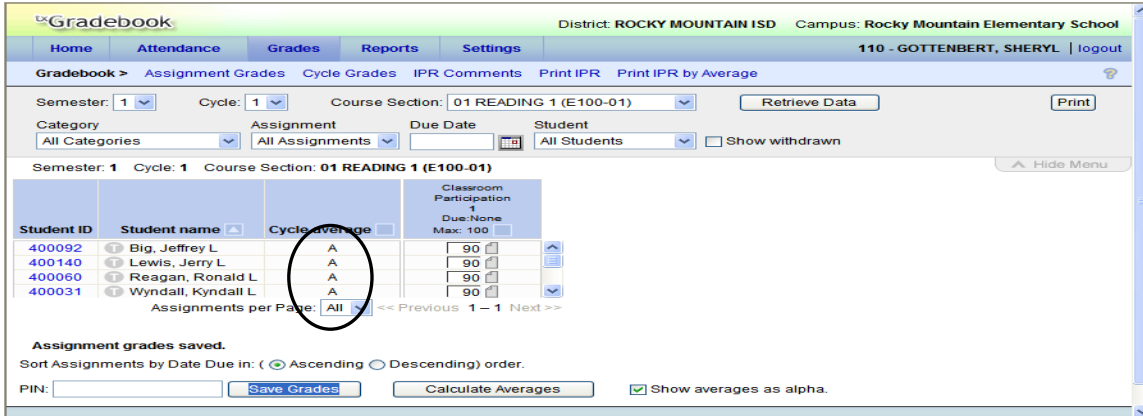 txGradebook District: ROCKY MOUNTAIN ISD Campus: Rocky Mountain Elementary School
Home Attendance Grades Reports Settings 110 - GOTTENBERT, SHERYL | logout
Gradebook > Assignment Grades Cycle Grades IPR Comments Print IPR Print IPR by Average ?
Semester: 1 Cycle: 1 Course Section: 01 READING 1 (E100-01) Retrieve Data Print
Category Assignment Due Date Student
All Categories All Assignments All Students Show withdrawn
Semester: 1 Cycle: 1 Course Section: 01 READING 1 (E100-01) Hide Menu
Classroom
Participation
1
Due:None
Student ID Student name Cycle average Max: 100
400092 T Big, Jeffrey L A 90
400140 T Lewis, Jerry L A 90
400060 T Reagan, Ronald L A 90
400031 T Wyndall, Kyndall L A 90
Assignments per Page: All << Previous 1 – 1 Next >>
Assignment grades saved.
Sort Assignments by Date Due in: ( Ascending Descending) order.
PIN: Save Grades Calculate Averages Show averages as alpha.